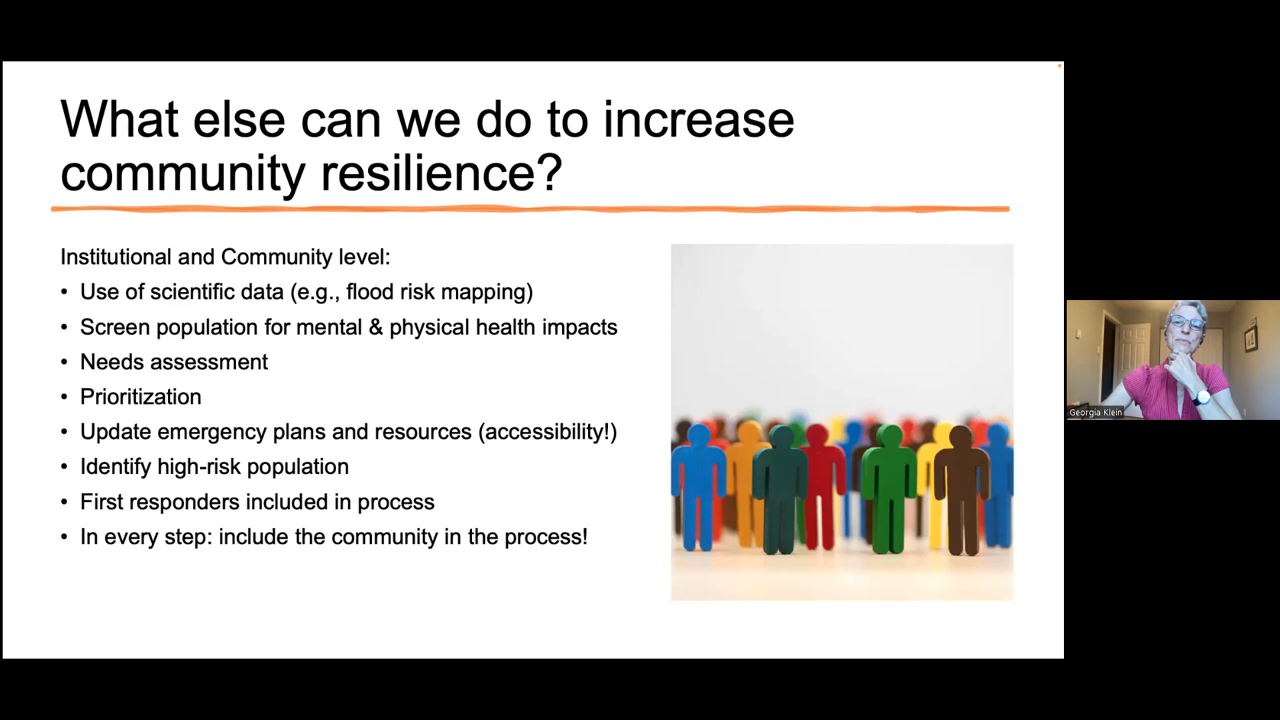 What else can we do to increase
community resilience?
Institutional and Community level:
• Use of scientific data (e.g., flood risk mapping)
• Screen population for mental & physical health impacts
• Needs assessment
• Prioritization
• Update emergency plans and resources (accessibility!)
• Identify high-risk population
• First responders included in process
• In every step: include the community in the process!
Georgia Klein